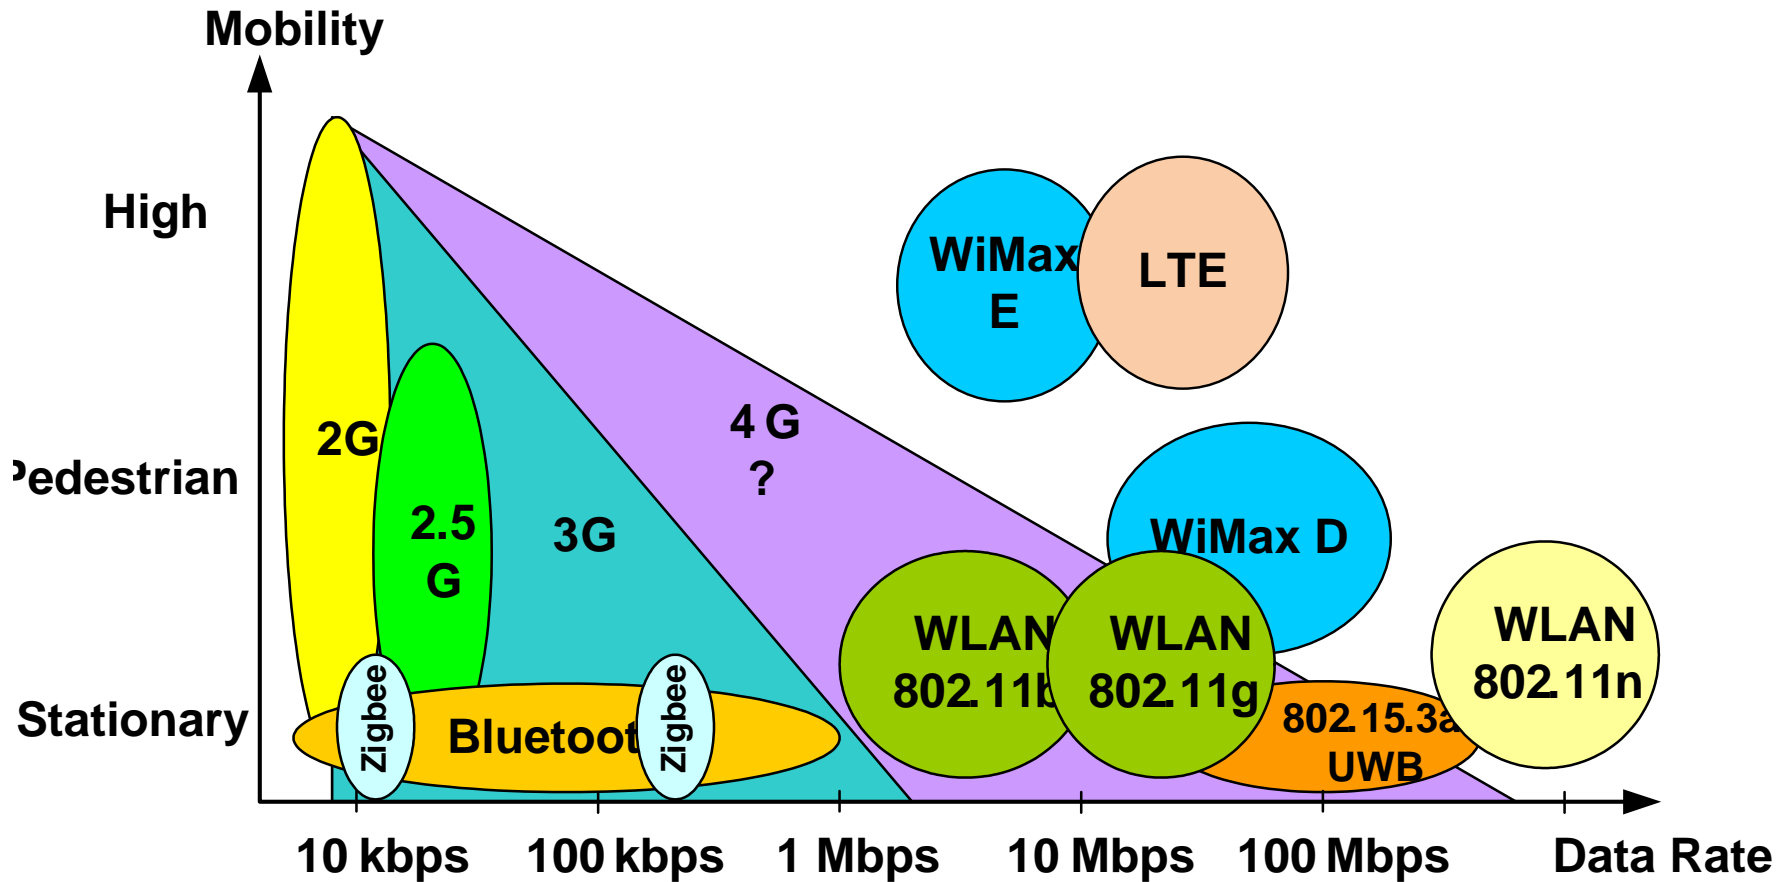 Mobility
High
WiMax
E
LTE
4 G
?
2G
Pedestrian
2.5
G
3G
WiMax D
WLAN
802.11b
WLAN
802.11g
WLAN
802.11n
Stationary
Bluetoot
Zigbee
Zigbee
802.15.3a
UWB
10 kbps
100 kbps
1 Mbps
10 Mbps
100 Mbps
Data Rate